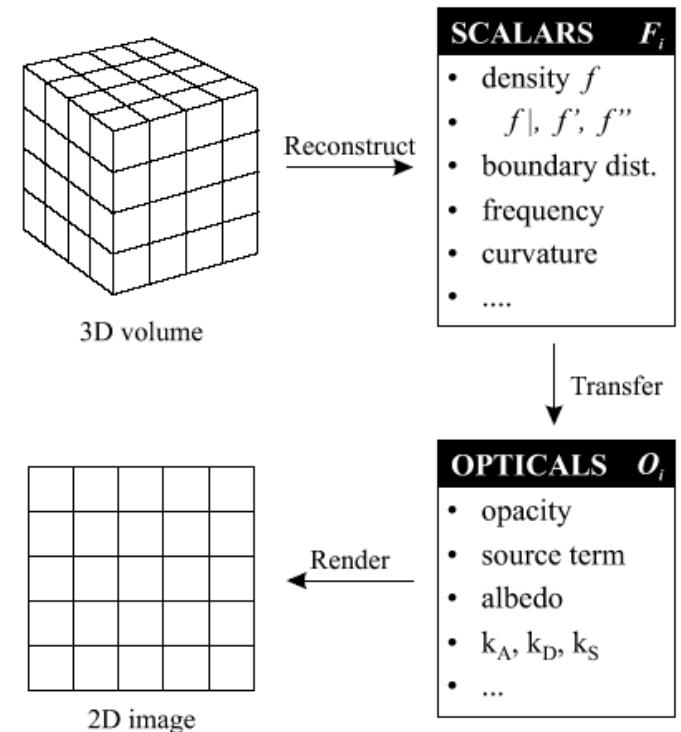 SCALARS F_i
• density f
• f|, f', f''
Reconstruct
• boundary dist.
• frequency
• curvature
• ....
3D volume
Transfer
OPTICALS O_i
• opacity
• source term
Render
• albedo
• k_A, k_D, k_S
• ...
2D image